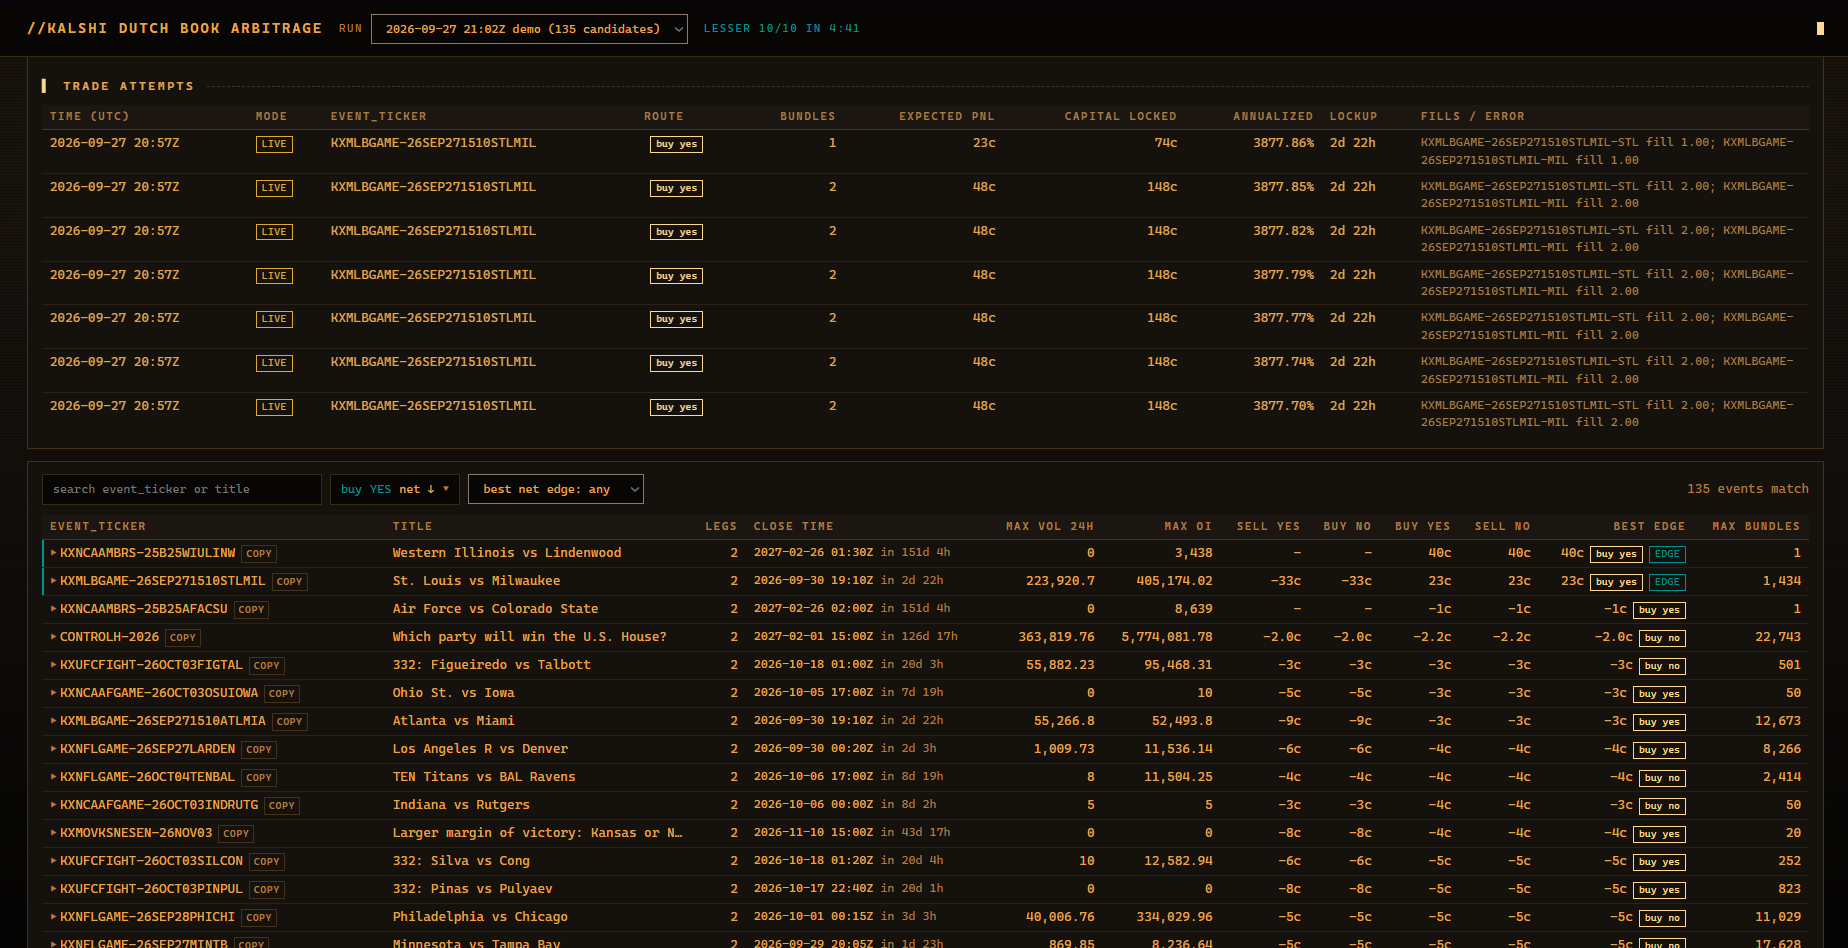 //KALSHI DUTCH BOOK ARBITRAGE RUN 2026-09-27 21:02Z demo (135 candidates) LESSER 10/10 IN 4:41
TRADE ATTEMPTS
TIME (UTC) MODE EVENT_TICKER ROUTE BUNDLES EXPECTED PNL CAPITAL LOCKED ANNUALIZED LOCKUP FILLS / ERROR
2026-09-27 20:57Z LIVE KXMLBGAME-26SEP271510STLMIL buy yes 1 23c 74c 3877.86% 2d 22h KXMLBGAME-26SEP271510STLMIL-STL fill 1.00; KXMLBGAME-
26SEP271510STLMIL-MIL fill 1.00
2026-09-27 20:57Z LIVE KXMLBGAME-26SEP271510STLMIL buy yes 2 48c 148c 3877.85% 2d 22h KXMLBGAME-26SEP271510STLMIL-STL fill 2.00; KXMLBGAME-
26SEP271510STLMIL-MIL fill 2.00
2026-09-27 20:57Z LIVE KXMLBGAME-26SEP271510STLMIL buy yes 2 48c 148c 3877.82% 2d 22h KXMLBGAME-26SEP271510STLMIL-STL fill 2.00; KXMLBGAME-
26SEP271510STLMIL-MIL fill 2.00
2026-09-27 20:57Z LIVE KXMLBGAME-26SEP271510STLMIL buy yes 2 48c 148c 3877.79% 2d 22h KXMLBGAME-26SEP271510STLMIL-STL fill 2.00; KXMLBGAME-
26SEP271510STLMIL-MIL fill 2.00
2026-09-27 20:57Z LIVE KXMLBGAME-26SEP271510STLMIL buy yes 2 48c 148c 3877.77% 2d 22h KXMLBGAME-26SEP271510STLMIL-STL fill 2.00; KXMLBGAME-
26SEP271510STLMIL-MIL fill 2.00
2026-09-27 20:57Z LIVE KXMLBGAME-26SEP271510STLMIL buy yes 2 48c 148c 3877.74% 2d 22h KXMLBGAME-26SEP271510STLMIL-STL fill 2.00; KXMLBGAME-
26SEP271510STLMIL-MIL fill 2.00
2026-09-27 20:57Z LIVE KXMLBGAME-26SEP271510STLMIL buy yes 2 48c 148c 3877.70% 2d 22h KXMLBGAME-26SEP271510STLMIL-STL fill 2.00; KXMLBGAME-
26SEP271510STLMIL-MIL fill 2.00
search event_ticker or title buy YES net ↓ ▼ best net edge: any 135 events match
EVENT_TICKER TITLE LEGS CLOSE TIME MAX VOL 24H MAX OI SELL YES BUY NO BUY YES SELL NO BEST EDGE MAX BUNDLES
▸ KXNCAAMBRS-25B25WIULINW COPY Western Illinois vs Lindenwood 2 2027-02-26 01:30Z in 151d 4h 0 3,438 – – 40c 40c 40c buy yes EDGE 1
▸ KXMLBGAME-26SEP271510STLMIL COPY St. Louis vs Milwaukee 2 2026-09-30 19:10Z in 2d 22h 223,920.7 405,174.02 -33c -33c 23c 23c 23c buy yes EDGE 1,434
▸ KXNCAAMBRS-25B25AFACSU COPY Air Force vs Colorado State 2 2027-02-26 02:00Z in 151d 4h 0 8,639 – – -1c -1c -1c buy yes 1
▸ CONTROLH-2026 COPY Which party will win the U.S. House? 2 2027-02-01 15:00Z in 126d 17h 363,819.76 5,774,081.78 -2.0c -2.0c -2.2c -2.2c -2.0c buy no 22,743
▸ KXUFCFIGHT-26OCT03FIGTAL COPY 332: Figueiredo vs Talbott 2 2026-10-18 01:00Z in 20d 3h 55,882.23 95,468.31 -3c -3c -3c -3c -3c buy no 501
▸ KXNCAAFGAME-26OCT03OSUIOWA COPY Ohio St. vs Iowa 2 2026-10-05 17:00Z in 7d 19h 0 10 -5c -5c -3c -3c -3c buy yes 50
▸ KXMLBGAME-26SEP271510ATLMIA COPY Atlanta vs Miami 2 2026-09-30 19:10Z in 2d 22h 55,266.8 52,493.8 -9c -9c -3c -3c -3c buy yes 12,673
▸ KXNFLGAME-26SEP27LARDEN COPY Los Angeles R vs Denver 2 2026-09-30 00:20Z in 2d 3h 1,009.73 11,536.14 -6c -6c -4c -4c -4c buy yes 8,266
▸ KXNFLGAME-26OCT04TENBAL COPY TEN Titans vs BAL Ravens 2 2026-10-06 17:00Z in 8d 19h 8 11,504.25 -4c -4c -4c -4c -4c buy no 2,414
▸ KXNCAAFGAME-26OCT03INDRUTG COPY Indiana vs Rutgers 2 2026-10-06 00:00Z in 8d 2h 5 5 -3c -3c -4c -4c -3c buy no 50
▸ KXMOVKSNESEN-26NOV03 COPY Larger margin of victory: Kansas or N… 2 2026-11-10 15:00Z in 43d 17h 0 0 -8c -8c -4c -4c -4c buy yes 20
▸ KXUFCFIGHT-26OCT03SILCON COPY 332: Silva vs Cong 2 2026-10-18 01:20Z in 20d 4h 10 12,582.94 -6c -6c -5c -5c -5c buy yes 252
▸ KXUFCFIGHT-26OCT03PINPUL COPY 332: Pinas vs Pulyaev 2 2026-10-17 22:40Z in 20d 1h 0 0 -8c -8c -5c -5c -5c buy yes 823
▸ KXNFLGAME-26SEP28PHICHI COPY Philadelphia vs Chicago 2 2026-10-01 00:15Z in 3d 3h 40,006.76 334,029.96 -5c -5c -5c -5c -5c buy no 11,029
▸ KXNFLGAME-26SEP27MINTB COPY Minnesota vs Tampa Bay 2 2026-09-29 20:05Z in 1d 23h 869.85 8,236.64 -5c -5c -5c -5c -5c buy no 17,628